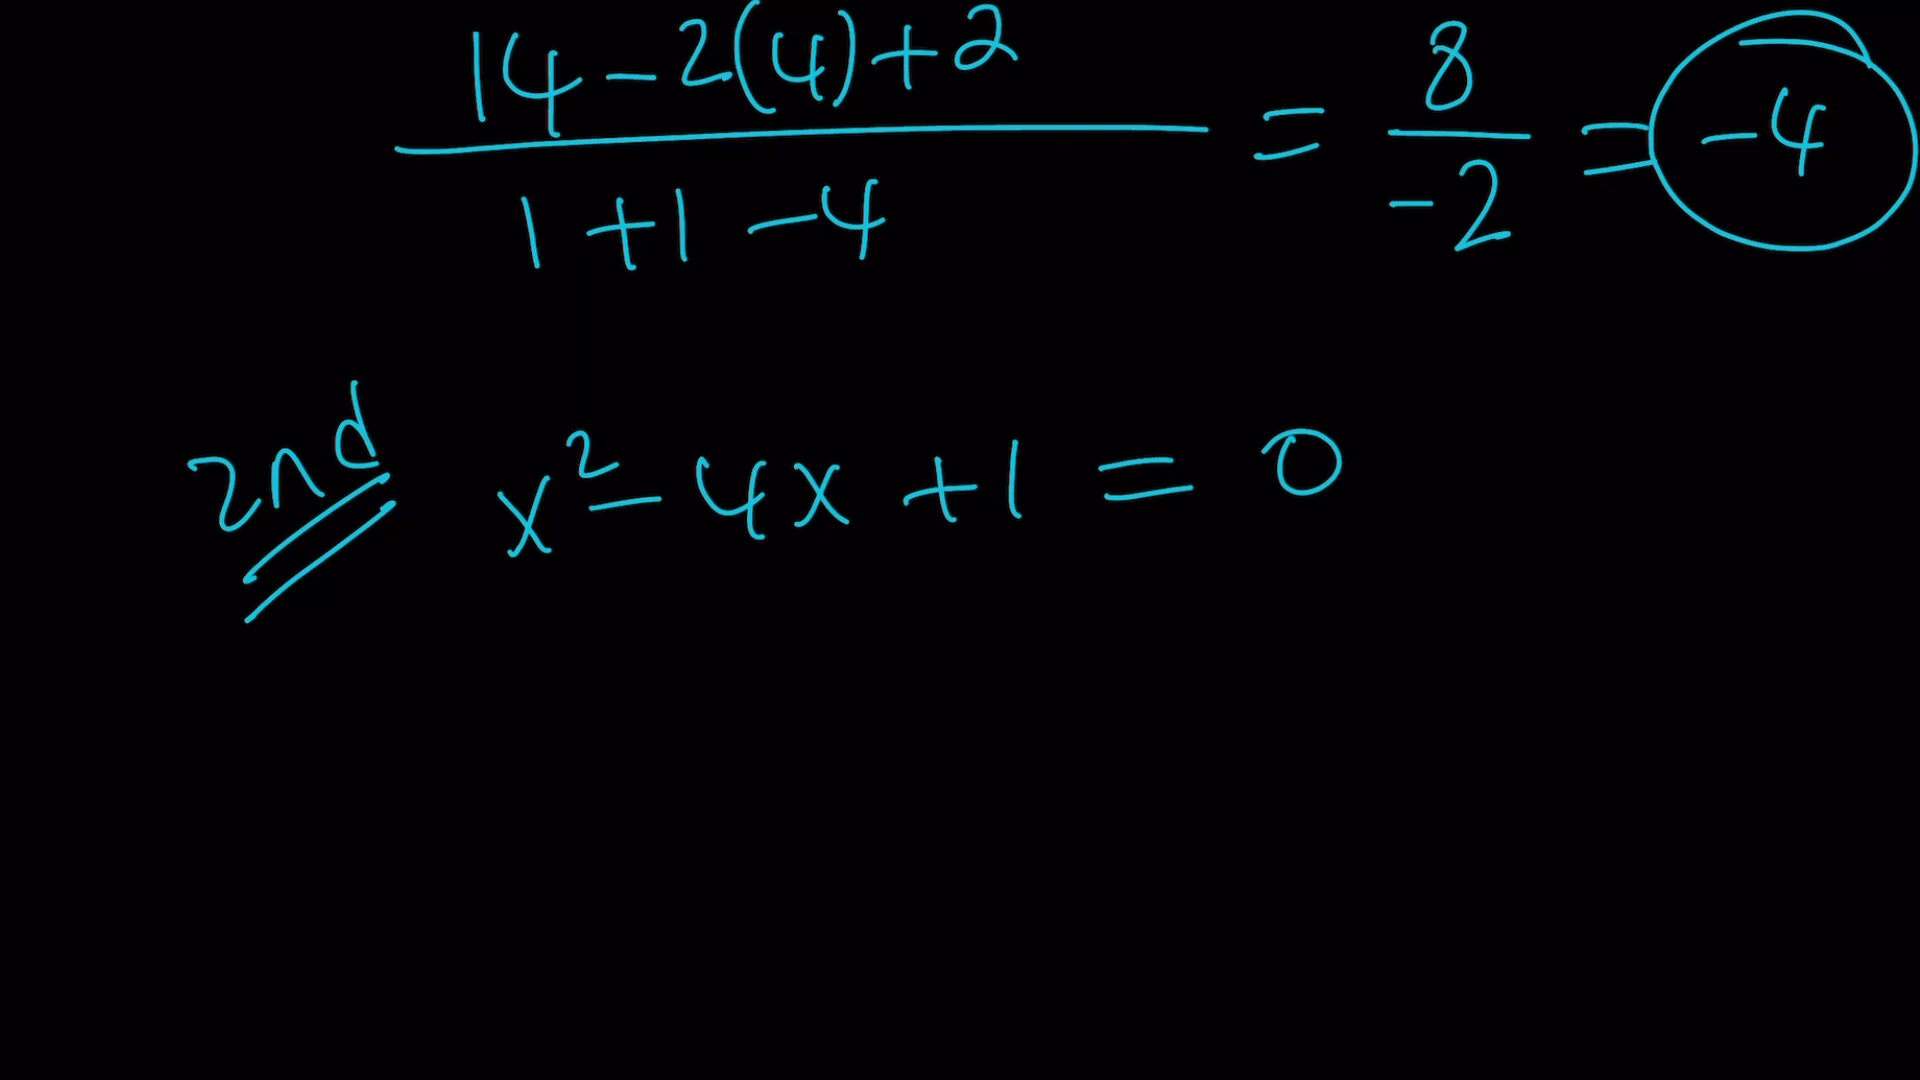 14 - 2(4) + 2 = 8 = -4
1 + 1 - 4 -2
2nd x² - 4x + 1 = 0